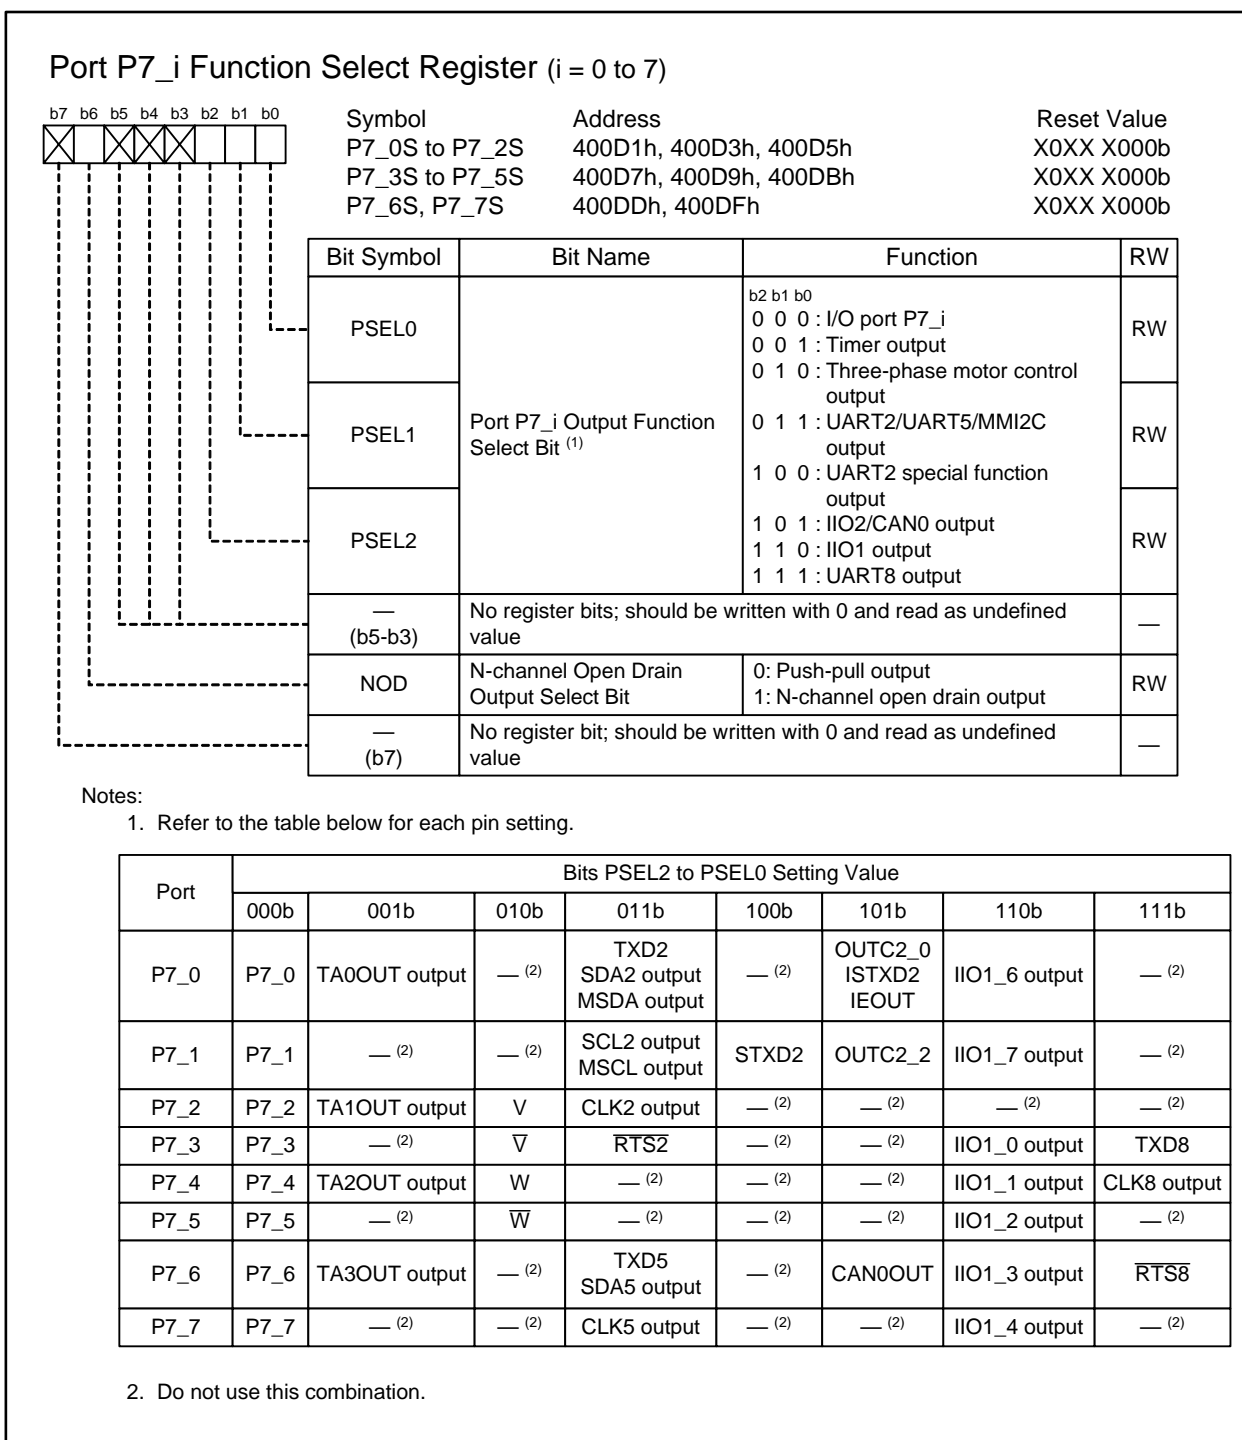 Port P7_i Function Select Register (i = 0 to 7)
b7 b6 b5 b4 b3 b2 b1 b0
Symbol Address Reset Value
P7_0S to P7_2S 400D1h, 400D3h, 400D5h X0XX X000b
P7_3S to P7_5S 400D7h, 400D9h, 400DBh X0XX X000b
P7_6S, P7_7S 400DDh, 400DFh X0XX X000b
Bit Symbol Bit Name Function RW
PSEL0 RW
PSEL1 Port P7_i Output Function Select Bit (1) RW
PSEL2 RW
b2 b1 b0
0 0 0 : I/O port P7_i
0 0 1 : Timer output
0 1 0 : Three-phase motor control
output
0 1 1 : UART2/UART5/MMI2C
output
1 0 0 : UART2 special function
output
1 0 1 : IIO2/CAN0 output
1 1 0 : IIO1 output
1 1 1 : UART8 output
— (b5-b3) No register bits; should be written with 0 and read as undefined
value —
NOD N-channel Open Drain
Output Select Bit
0: Push-pull output
1: N-channel open drain output RW
— (b7) No register bit; should be written with 0 and read as undefined
value —
Notes:
1. Refer to the table below for each pin setting.
Port Bits PSEL2 to PSEL0 Setting Value
000b 001b 010b 011b 100b 101b 110b 111b
P7_0 P7_0 TA0OUT output — (2) TXD2 SDA2 output MSDA output — (2) OUTC2_0 ISTXD2 IEOUT IIO1_6 output — (2)
P7_1 P7_1 — (2) — (2) SCL2 output MSCL output STXD2 OUTC2_2 IIO1_7 output — (2)
P7_2 P7_2 TA1OUT output V CLK2 output — (2) — (2) — (2) — (2)
P7_3 P7_3 — (2) V̅ R̅T̅S̅2̅ — (2) — (2) IIO1_0 output TXD8
P7_4 P7_4 TA2OUT output W — (2) — (2) — (2) IIO1_1 output CLK8 output
P7_5 P7_5 — (2) W̅ — (2) — (2) — (2) IIO1_2 output — (2)
P7_6 P7_6 TA3OUT output — (2) TXD5 SDA5 output — (2) CAN0OUT IIO1_3 output R̅T̅S̅8̅
P7_7 P7_7 — (2) — (2) CLK5 output — (2) — (2) IIO1_4 output — (2)
2. Do not use this combination.